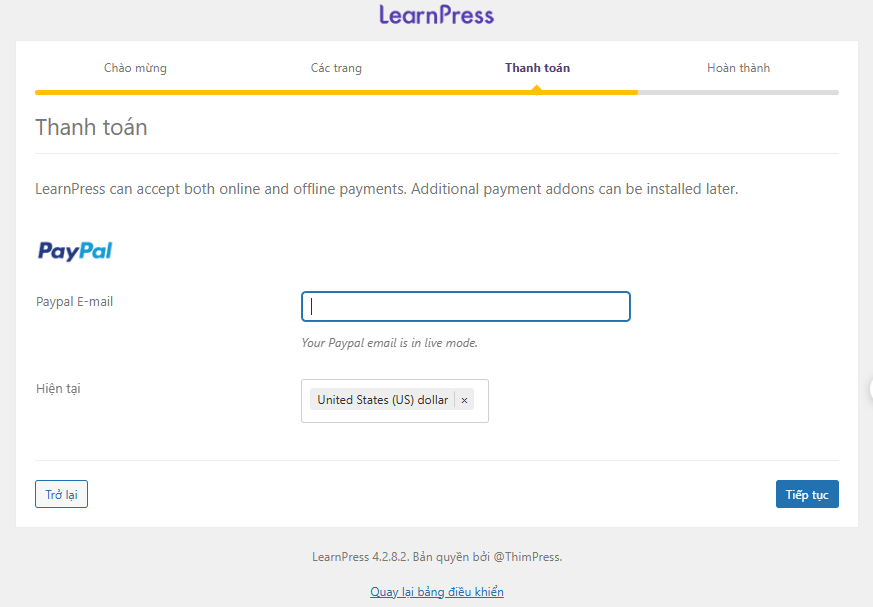 LearnPress
Chào mừng
Các trang
Thanh toán
Hoàn thành
Thanh toán
LearnPress can accept both online and offline payments. Additional payment addons can be installed later.
PayPal
Paypal E-mail
Your Paypal email is in live mode.
Hiện tại
United States (US) dollar ×
Trở lại
Tiếp tục
LearnPress 4.2.8.2. Bản quyền bởi @ThimPress.
Quay lại bảng điều khiển